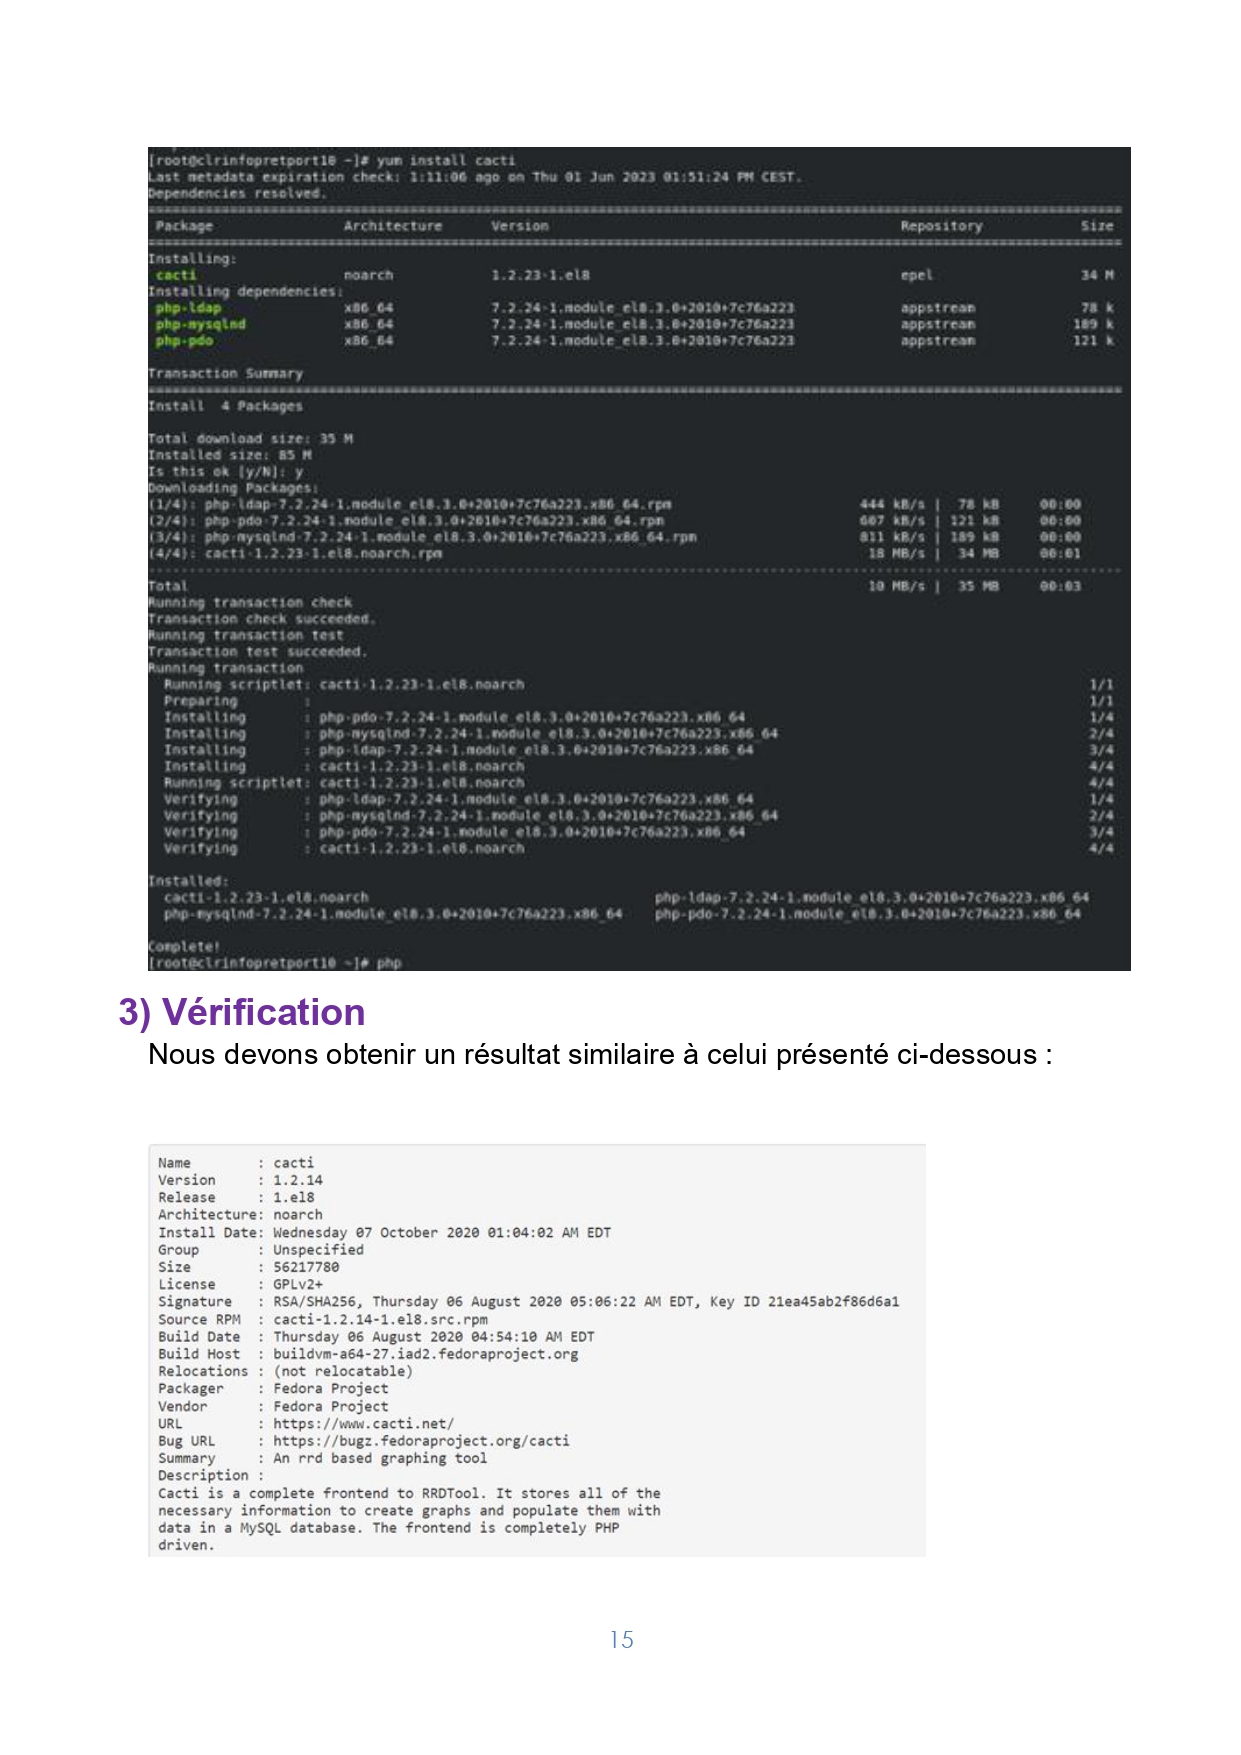 [root@clrinfopretport10 ~]# yum install cacti
Last metadata expiration check: 1:11:06 ago on Thu 01 Jun 2023 01:51:24 PM CEST.
Dependencies resolved.
Package Architecture Version Repository Size
Installing:
cacti noarch 1.2.23-1.el8 epel 34 M
Installing dependencies:
php-ldap x86_64 7.2.24-1.module_el8.3.0+2010+7c76a223 appstream 78 k
php-mysqlnd x86_64 7.2.24-1.module_el8.3.0+2010+7c76a223 appstream 189 k
php-pdo x86_64 7.2.24-1.module_el8.3.0+2010+7c76a223 appstream 121 k
Transaction Summary
Install 4 Packages
Total download size: 35 M
Installed size: 85 M
Is this ok [y/N]: y
Downloading Packages:
(1/4): php-ldap-7.2.24-1.module_el8.3.0+2010+7c76a223.x86_64.rpm 444 kB/s | 78 kB 00:00
(2/4): php-pdo-7.2.24-1.module_el8.3.0+2010+7c76a223.x86_64.rpm 607 kB/s | 121 kB 00:00
(3/4): php-mysqlnd-7.2.24-1.module_el8.3.0+2010+7c76a223.x86_64.rpm 811 kB/s | 189 kB 00:00
(4/4): cacti-1.2.23-1.el8.noarch.rpm 18 MB/s | 34 MB 00:01
Total 10 MB/s | 35 MB 00:03
Running transaction check
Transaction check succeeded.
Running transaction test
Transaction test succeeded.
Running transaction
Running scriptlet: cacti-1.2.23-1.el8.noarch 1/1
Preparing : 1/1
Installing : php-pdo-7.2.24-1.module_el8.3.0+2010+7c76a223.x86_64 1/4
Installing : php-mysqlnd-7.2.24-1.module_el8.3.0+2010+7c76a223.x86_64 2/4
Installing : php-ldap-7.2.24-1.module_el8.3.0+2010+7c76a223.x86_64 3/4
Installing : cacti-1.2.23-1.el8.noarch 4/4
Running scriptlet: cacti-1.2.23-1.el8.noarch 4/4
Verifying : php-ldap-7.2.24-1.module_el8.3.0+2010+7c76a223.x86_64 1/4
Verifying : php-mysqlnd-7.2.24-1.module_el8.3.0+2010+7c76a223.x86_64 2/4
Verifying : php-pdo-7.2.24-1.module_el8.3.0+2010+7c76a223.x86_64 3/4
Verifying : cacti-1.2.23-1.el8.noarch 4/4
Installed:
cacti-1.2.23-1.el8.noarch php-ldap-7.2.24-1.module_el8.3.0+2010+7c76a223.x86_64
php-mysqlnd-7.2.24-1.module_el8.3.0+2010+7c76a223.x86_64 php-pdo-7.2.24-1.module_el8.3.0+2010+7c76a223.x86_64
Complete!
[root@clrinfopretport10 ~]# php
3) Vérification
Nous devons obtenir un résultat similaire à celui présenté ci-dessous :
Name : cacti
Version : 1.2.14
Release : 1.el8
Architecture: noarch
Install Date: Wednesday 07 October 2020 01:04:02 AM EDT
Group : Unspecified
Size : 56217780
License : GPLv2+
Signature : RSA/SHA256, Thursday 06 August 2020 05:06:22 AM EDT, Key ID 21ea45ab2f86d6a1
Source RPM : cacti-1.2.14-1.el8.src.rpm
Build Date : Thursday 06 August 2020 04:54:10 AM EDT
Build Host : buildvm-a64-27.iad2.fedoraproject.org
Relocations : (not relocatable)
Packager : Fedora Project
Vendor : Fedora Project
URL : https://www.cacti.net/
Bug URL : https://bugz.fedoraproject.org/cacti
Summary : An rrd based graphing tool
Description :
Cacti is a complete frontend to RRDTool. It stores all of the
necessary information to create graphs and populate them with
data in a MySQL database. The frontend is completely PHP
driven.
15